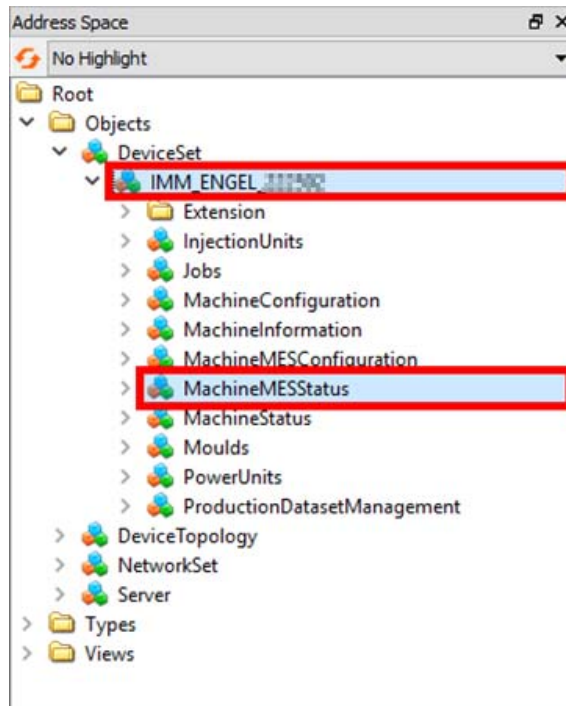 Address Space
No Highlight
Root
Objects
DeviceSet
IMM_ENGEL_
Extension
InjectionUnits
Jobs
MachineConfiguration
MachineInformation
MachineMESConfiguration
MachineMESStatus
MachineStatus
Moulds
PowerUnits
ProductionDatasetManagement
DeviceTopology
NetworkSet
Server
Types
Views